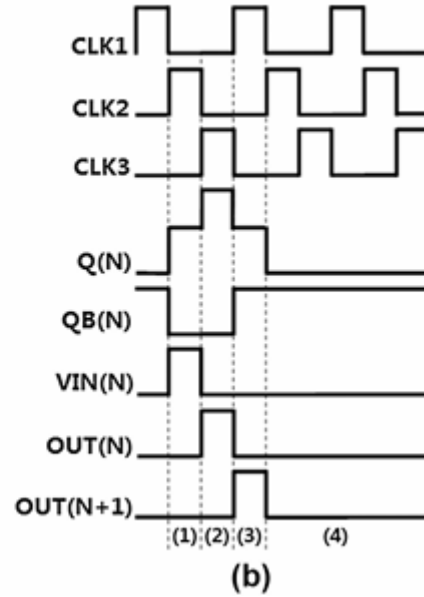 CLK1
CLK2
CLK3
Q(N)
QB(N)
VIN(N)
OUT(N)
OUT(N+1)
(1) (2) (3) (4)
(b)